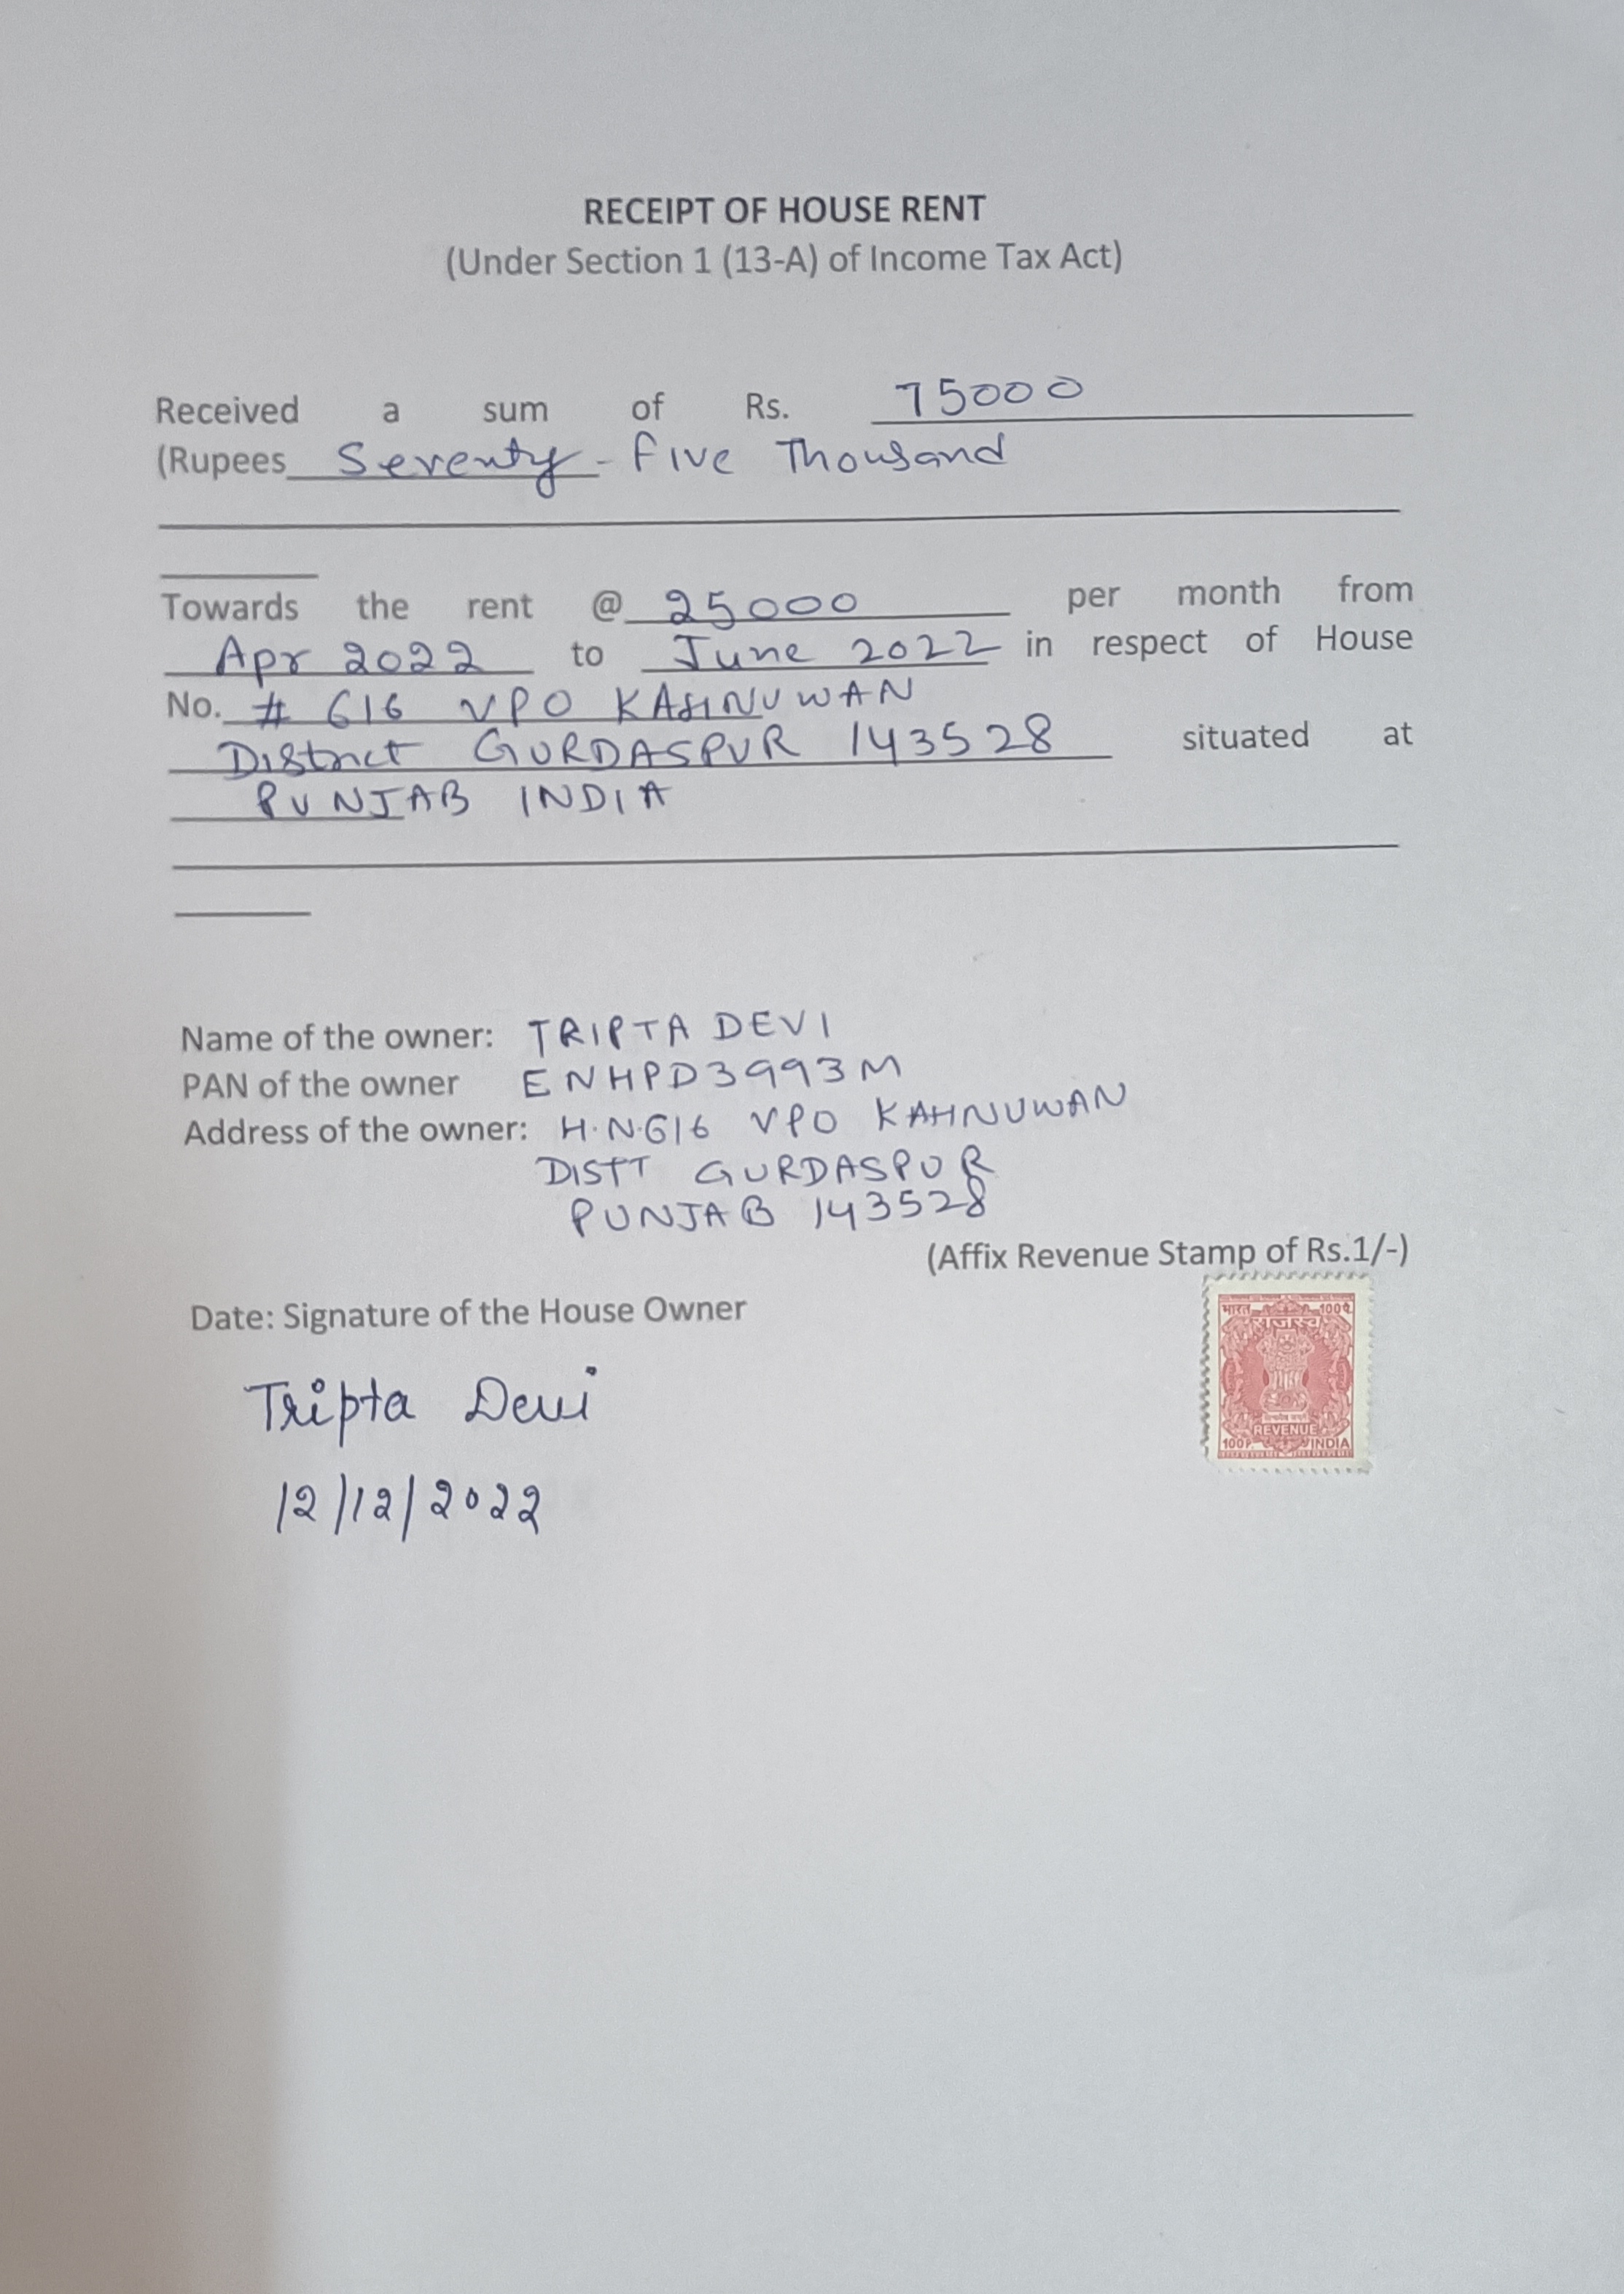 RECEIPT OF HOUSE RENT
(Under Section 1 (13-A) of Income Tax Act)
Received a sum of Rs. 75000
(Rupees Seventy-five Thousand
Towards the rent @ 25000 per month from
Apr 2022 to June 2022 in respect of House
No. # 616 VPO KAHNUWAN
District GURDASPUR 143528 situated at
PUNJAB INDIA
Name of the owner: TRIPTA DEVI
PAN of the owner ENHPD3993M
Address of the owner: H.N.616 VPO KAHNUWAN
DISTT GURDASPUR
PUNJAB 143528
(Affix Revenue Stamp of Rs.1/-)
Date: Signature of the House Owner
भारत 100पै.
राजस्व
REVENUE
100P INDIA
Tripta Devi
12/12/2022